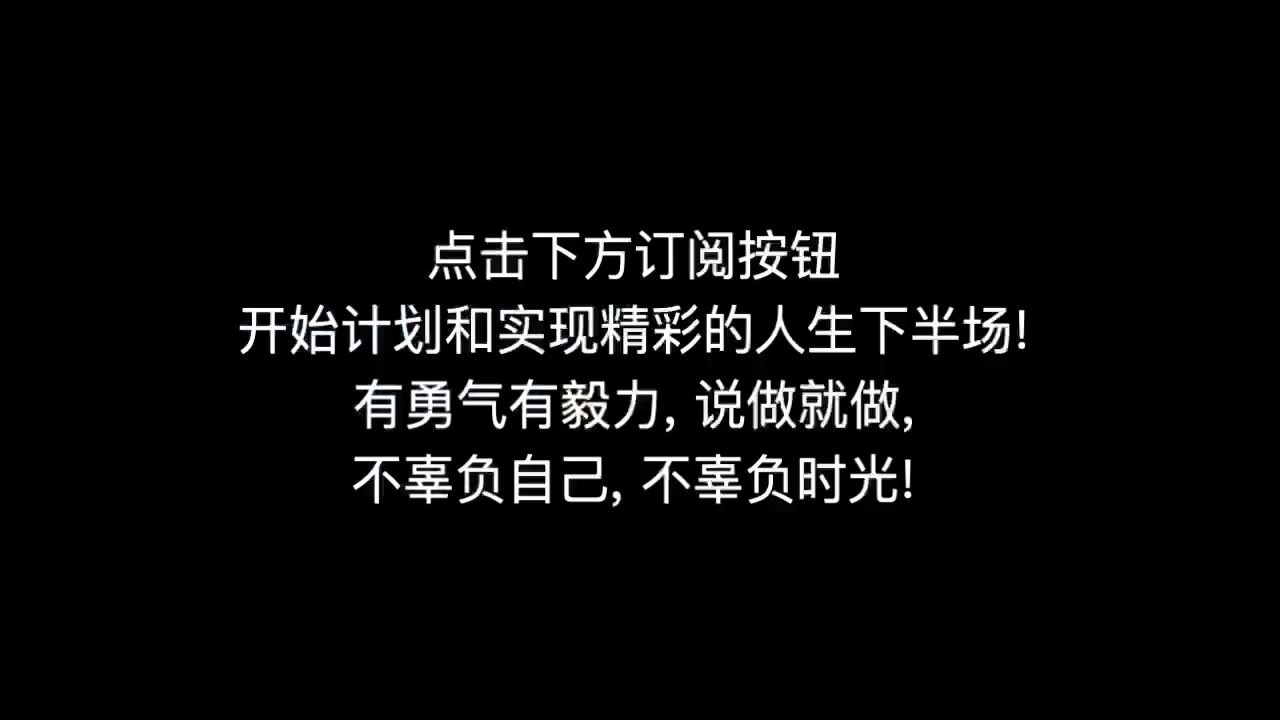 点击下方订阅按钮
开始计划和实现精彩的人生下半场!
有勇气有毅力, 说做就做,
不辜负自己, 不辜负时光!